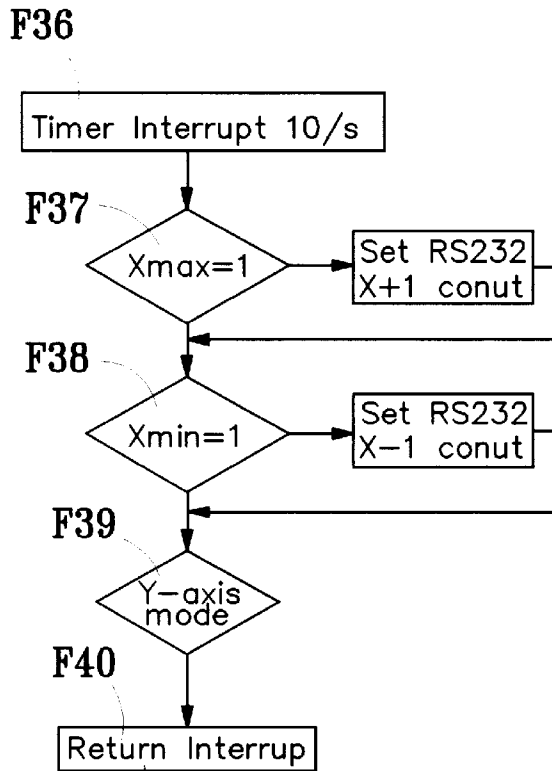 F36
Timer Interrupt 10/s
F37
Xmax=1
Set RS232
X+1 conut
F38
Xmin=1
Set RS232
X-1 conut
F39
Y-axis
mode
F40
Return Interrup